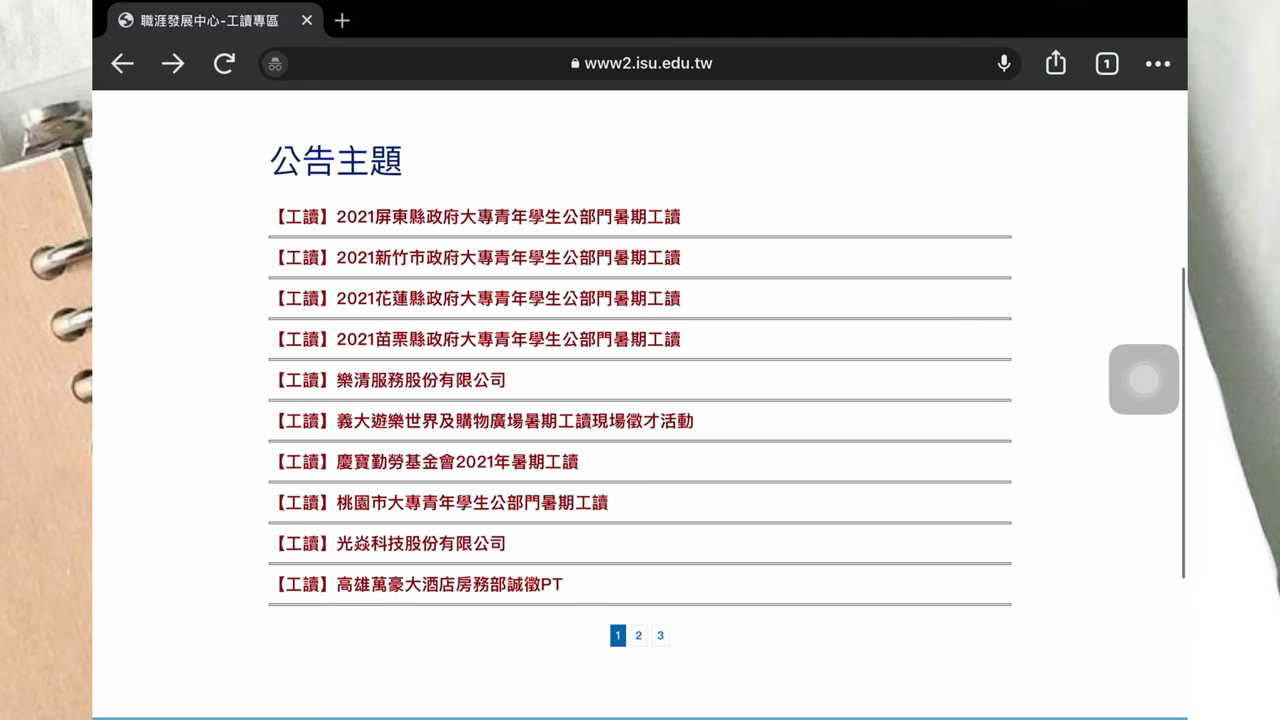 職涯發展中心-工讀專區
www2.isu.edu.tw
1
公告主題
【工讀】2021屏東縣政府大專青年學生公部門暑期工讀
【工讀】2021新竹市政府大專青年學生公部門暑期工讀
【工讀】2021花蓮縣政府大專青年學生公部門暑期工讀
【工讀】2021苗栗縣政府大專青年學生公部門暑期工讀
【工讀】樂清服務股份有限公司
【工讀】義大遊樂世界及購物廣場暑期工讀現場徵才活動
【工讀】慶寶勤勞基金會2021年暑期工讀
【工讀】桃園市大專青年學生公部門暑期工讀
【工讀】光焱科技股份有限公司
【工讀】高雄萬豪大酒店房務部誠徵PT
1 2 3